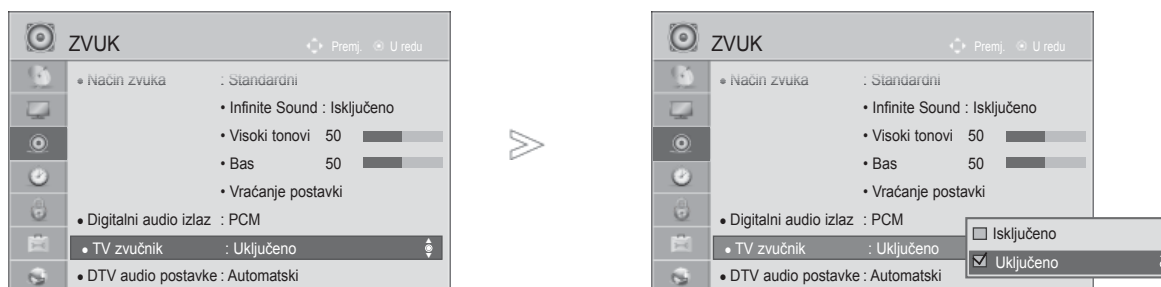 ZVUK
Premj. U redu
• Način zvuka : Standardni
• Infinite Sound : Isključeno
• Visoki tonovi 50
• Bas 50
• Vraćanje postavki
• Digitalni audio izlaz : PCM
• TV zvučnik : Uključeno
• DTV audio postavke : Automatski
ZVUK
Premj. U redu
• Način zvuka : Standardni
• Infinite Sound : Isključeno
• Visoki tonovi 50
• Bas 50
• Vraćanje postavki
• Digitalni audio izlaz : PCM
• TV zvučnik : Uključeno
• DTV audio postavke : Automatski
Isključeno
Uključeno